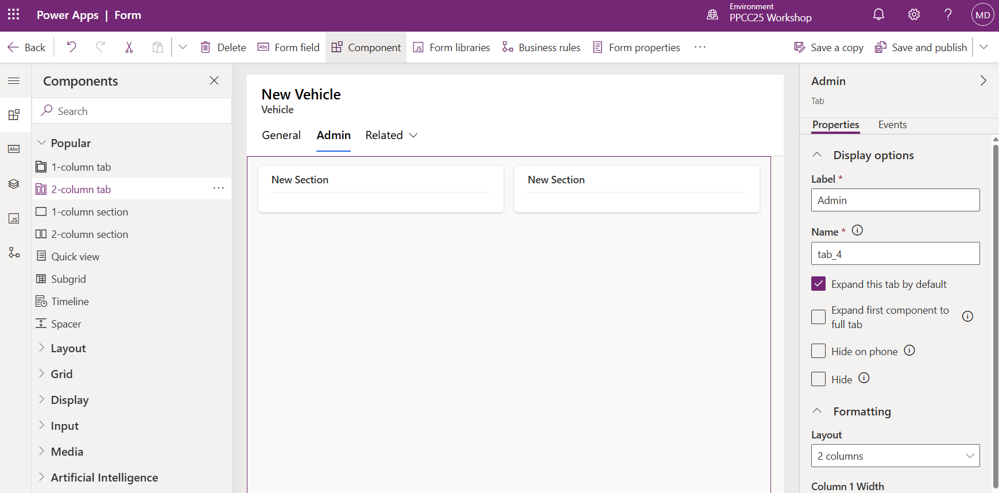 Power Apps | Form
Environment
PPCC25 Workshop
MD
Back
Delete
Abc
Form field
Component
JS
Form libraries
Business rules
Form properties
Save a copy
Save and publish
Components
Search
Popular
1-column tab
2-column tab
1-column section
2-column section
Quick view
Subgrid
Timeline
Spacer
Layout
Grid
Display
Input
Media
Artificial Intelligence
Abc
JS
New Vehicle
Vehicle
General
Admin
Related
New Section
New Section
Admin
Tab
Properties
Events
Display options
Label *
Admin
Name *
tab_4
Expand this tab by default
Expand first component to
full tab
Hide on phone
Hide
Formatting
Layout
2 columns
Column 1 Width